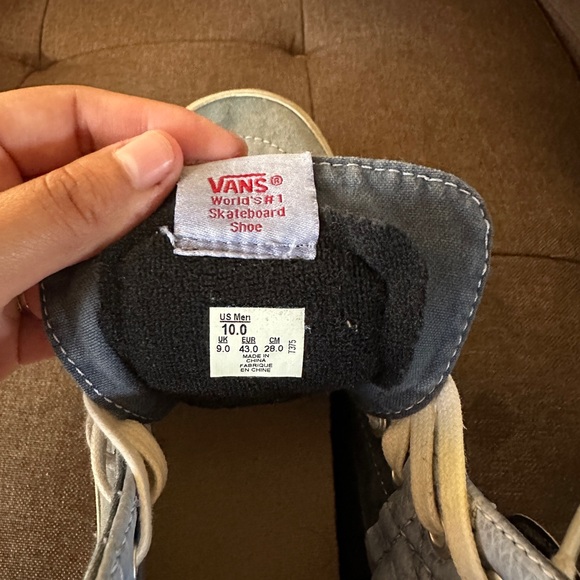 VANS®
World's #1
Skateboard
Shoe
US Men
10.0
UK EUR CM
9.0 43.0 28.0
MADE IN
CHINA
FABRIQUE
EN CHINE
7375